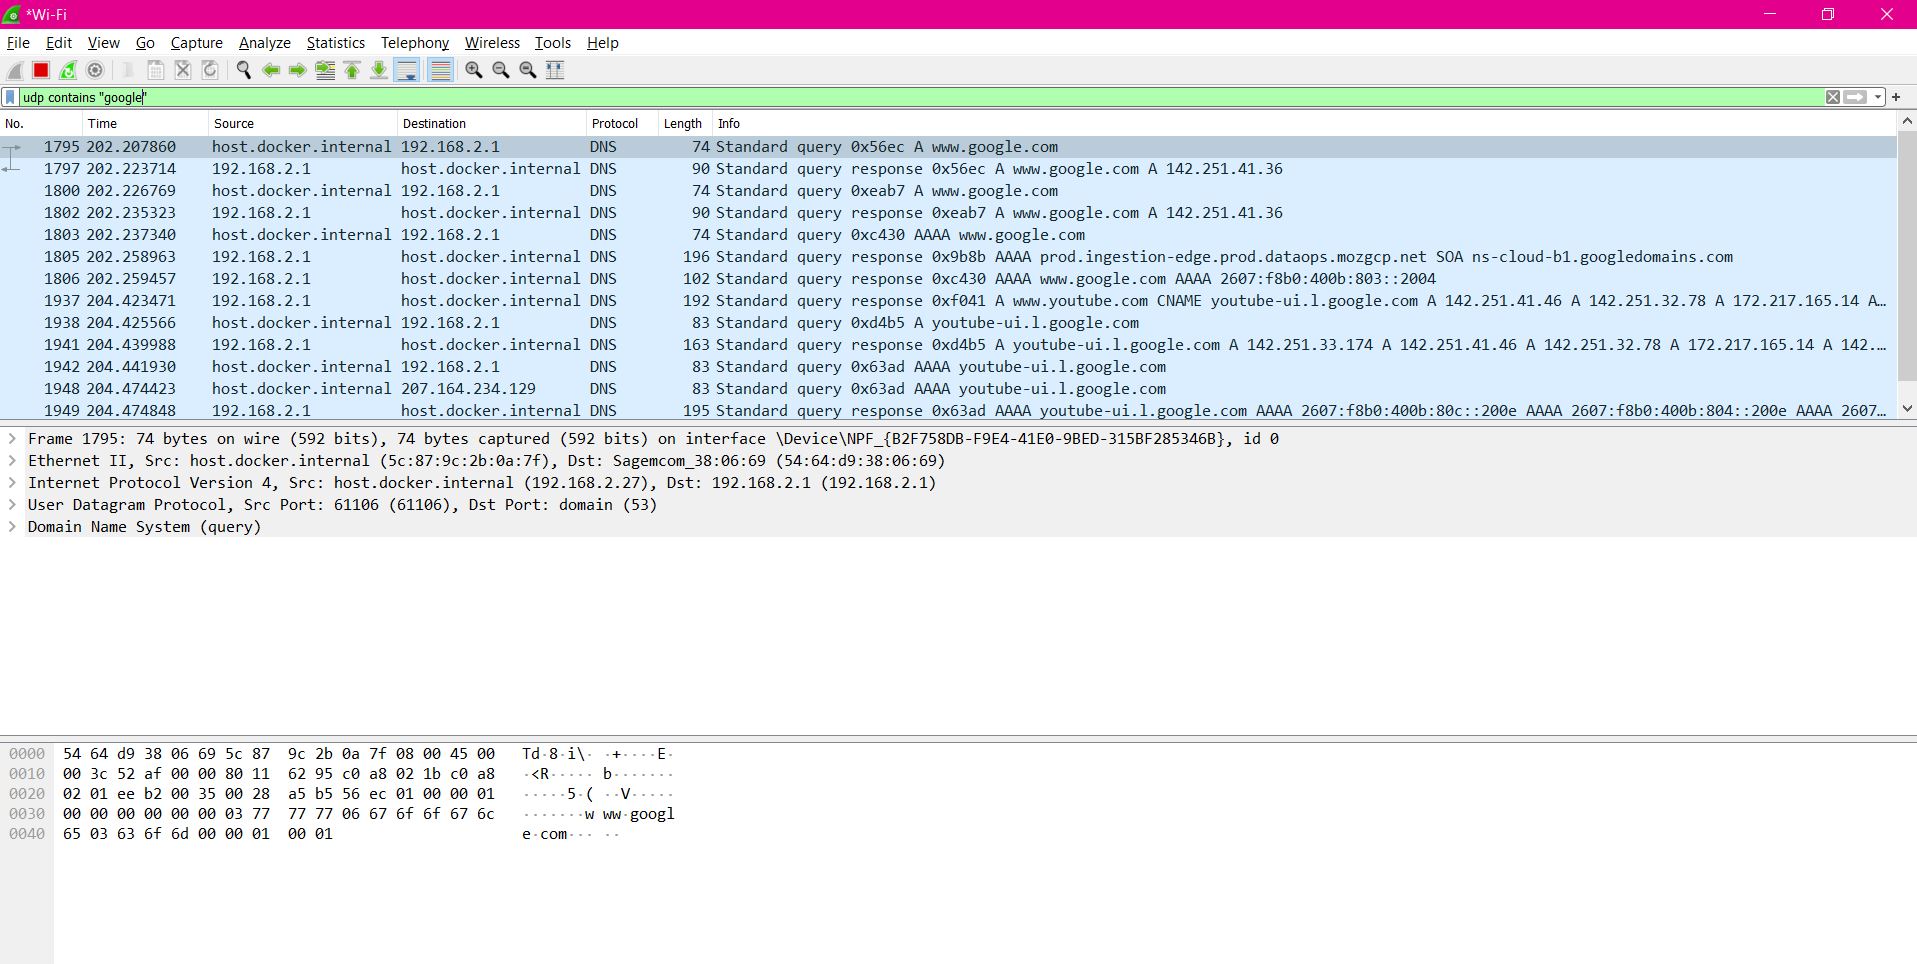 *Wi-Fi
File Edit View Go Capture Analyze Statistics Telephony Wireless Tools Help
udp contains "google"
No. Time Source Destination Protocol Length Info
1795 202.207860 host.docker.internal 192.168.2.1 DNS 74 Standard query 0x56ec A www.google.com
1797 202.223714 192.168.2.1 host.docker.internal DNS 90 Standard query response 0x56ec A www.google.com A 142.251.41.36
1800 202.226769 host.docker.internal 192.168.2.1 DNS 74 Standard query 0xeab7 A www.google.com
1802 202.235323 192.168.2.1 host.docker.internal DNS 90 Standard query response 0xeab7 A www.google.com A 142.251.41.36
1803 202.237340 host.docker.internal 192.168.2.1 DNS 74 Standard query 0xc430 AAAA www.google.com
1805 202.258963 192.168.2.1 host.docker.internal DNS 196 Standard query response 0x9b8b AAAA prod.ingestion-edge.prod.dataops.mozgcp.net SOA ns-cloud-b1.googledomains.com
1806 202.259457 192.168.2.1 host.docker.internal DNS 102 Standard query response 0xc430 AAAA www.google.com AAAA 2607:f8b0:400b:803::2004
1937 204.423471 192.168.2.1 host.docker.internal DNS 192 Standard query response 0xf041 A www.youtube.com CNAME youtube-ui.l.google.com A 142.251.41.46 A 142.251.32.78 A 172.217.165.14 A…
1938 204.425566 host.docker.internal 192.168.2.1 DNS 83 Standard query 0xd4b5 A youtube-ui.l.google.com
1941 204.439988 192.168.2.1 host.docker.internal DNS 163 Standard query response 0xd4b5 A youtube-ui.l.google.com A 142.251.33.174 A 142.251.41.46 A 142.251.32.78 A 172.217.165.14 A 142.…
1942 204.441930 host.docker.internal 192.168.2.1 DNS 83 Standard query 0x63ad AAAA youtube-ui.l.google.com
1948 204.474423 host.docker.internal 207.164.234.129 DNS 83 Standard query 0x63ad AAAA youtube-ui.l.google.com
1949 204.474848 192.168.2.1 host.docker.internal DNS 195 Standard query response 0x63ad AAAA youtube-ui.l.google.com AAAA 2607:f8b0:400b:80c::200e AAAA 2607:f8b0:400b:804::200e AAAA 2607…
Frame 1795: 74 bytes on wire (592 bits), 74 bytes captured (592 bits) on interface \Device\NPF_{B2F758DB-F9E4-41E0-9BED-315BF285346B}, id 0
Ethernet II, Src: host.docker.internal (5c:87:9c:2b:0a:7f), Dst: Sagemcom_38:06:69 (54:64:d9:38:06:69)
Internet Protocol Version 4, Src: host.docker.internal (192.168.2.27), Dst: 192.168.2.1 (192.168.2.1)
User Datagram Protocol, Src Port: 61106 (61106), Dst Port: domain (53)
Domain Name System (query)
0000 54 64 d9 38 06 69 5c 87 9c 2b 0a 7f 08 00 45 00 Td·8·i\· ·+····E·
0010 00 3c 52 af 00 00 80 11 62 95 c0 a8 02 1b c0 a8 ·<R····· b·······
0020 02 01 ee b2 00 35 00 28 a5 b5 56 ec 01 00 00 01 ·····5·( ··V·····
0030 00 00 00 00 00 00 03 77 77 77 06 67 6f 6f 67 6c ·······w ww·googl
0040 65 03 63 6f 6d 00 00 01 00 01 e·com··· ··